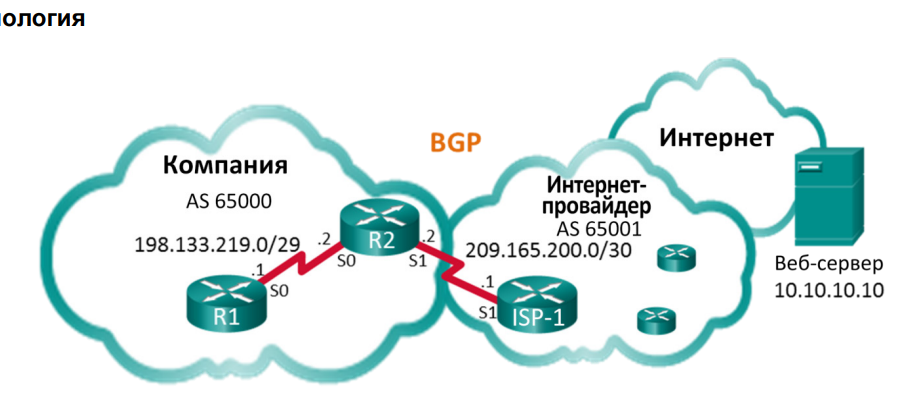 ология
BGP
Интернет
Компания
AS 65000
Интернет-
провайдер
AS 65001
198.133.219.0/29
.2
R2
.2
209.165.200.0/30
S0
S1
.1
S0
R1
.1
S1
ISP-1
Веб-сервер
10.10.10.10